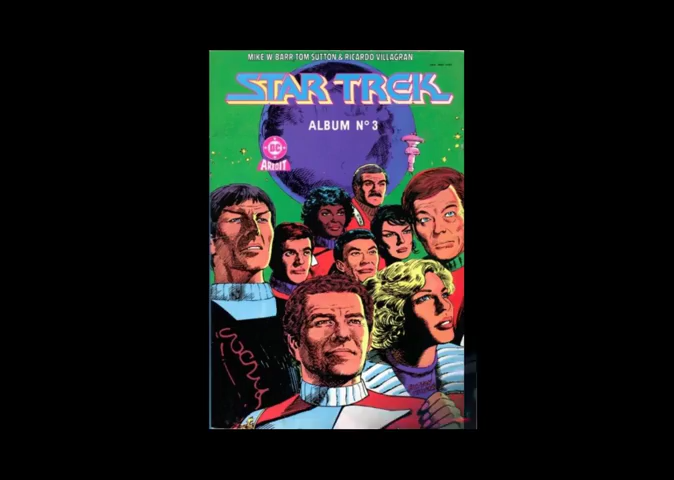 MIKE W. BARR TOM SUTTON & RICARDO VILLAGRAN
STAR TREK
ALBUM N° 3
DC
AREDIT